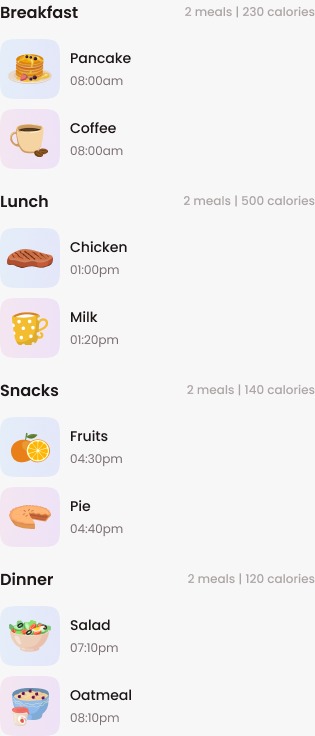 Breakfast 2 meals | 230 calories
Pancake
08:00am
Coffee
08:00am
Lunch 2 meals | 500 calories
Chicken
01:00pm
Milk
01:20pm
Snacks 2 meals | 140 calories
Fruits
04:30pm
Pie
04:40pm
Dinner 2 meals | 120 calories
Salad
07:10pm
Oatmeal
08:10pm